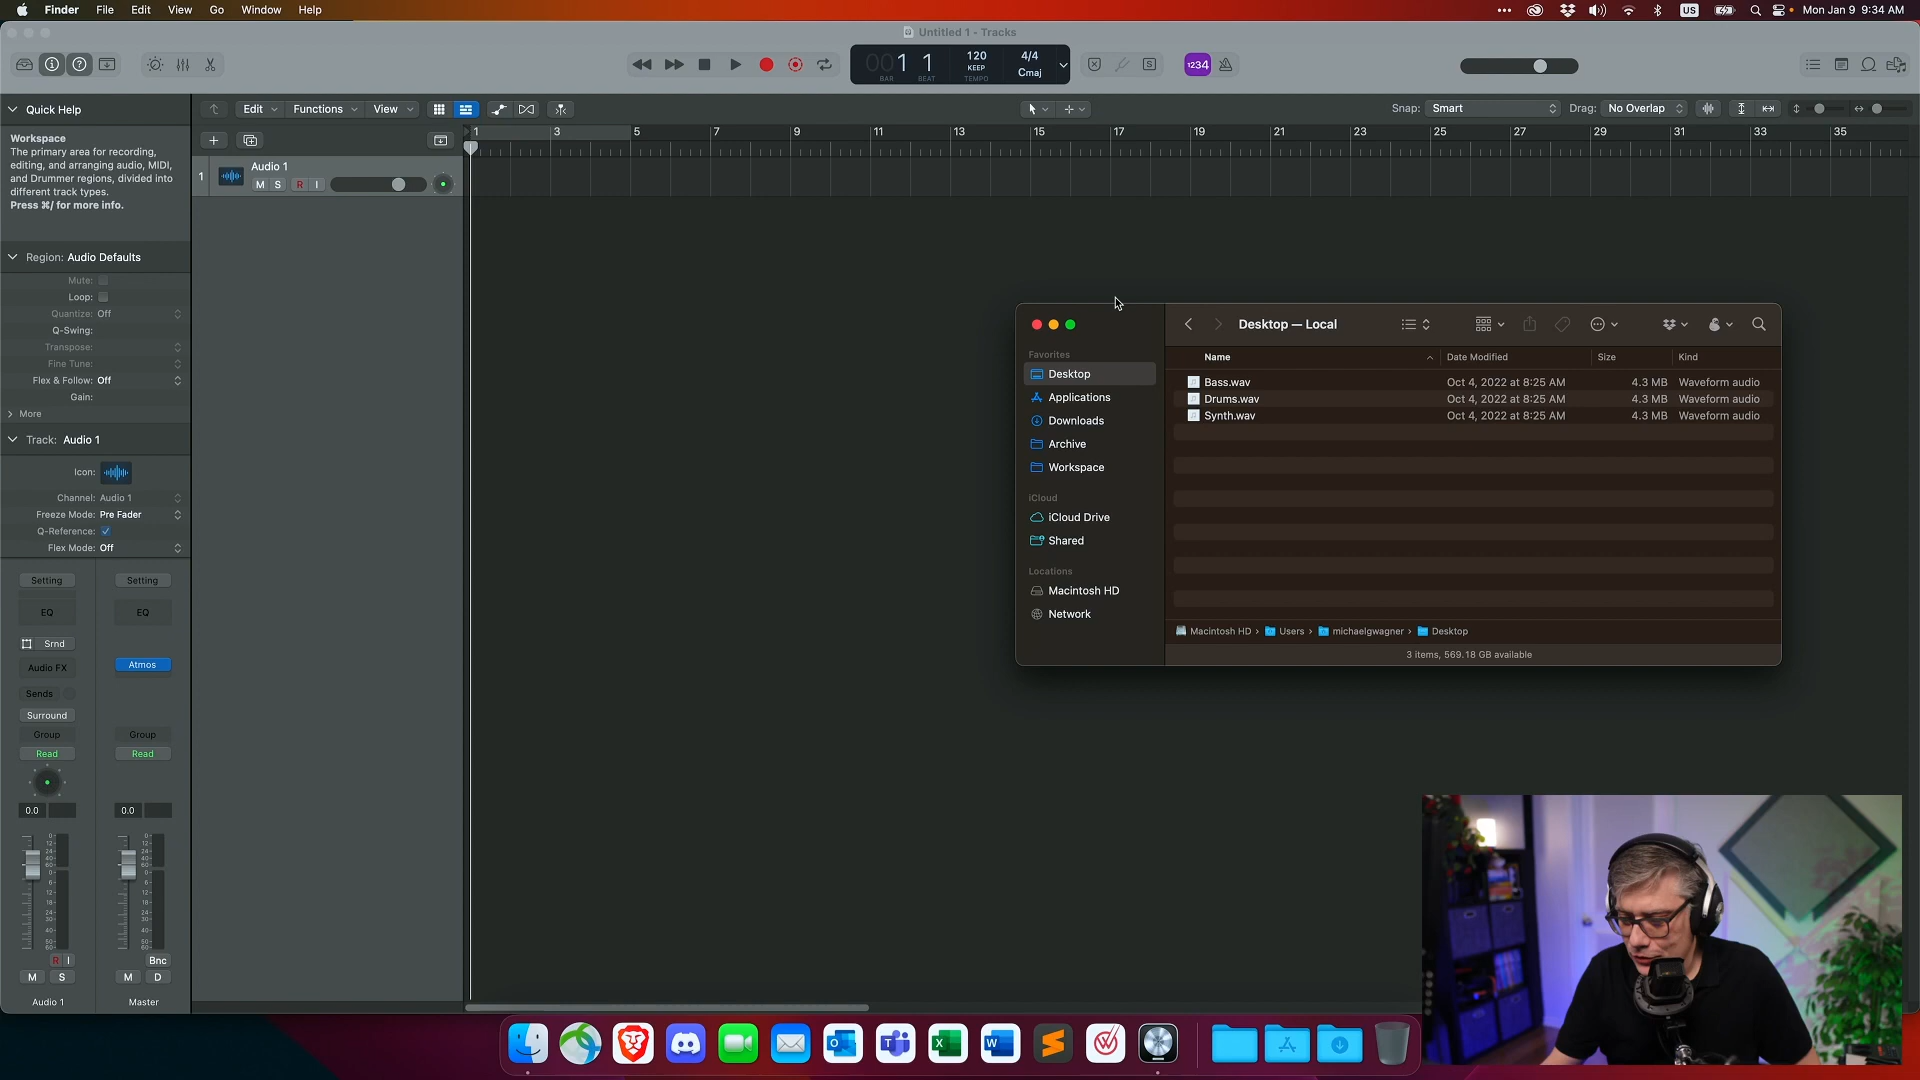 Finder File Edit View Go Window Help
US Mon Jan 9 9:34 AM
Untitled 1 - Tracks
001 1 120 4/4
KEEP Cmaj
BAR BEAT TEMPO
S 1234
Quick Help
Edit Functions View
Snap: Smart Drag: No Overlap
Workspace
The primary area for recording,
editing, and arranging audio, MIDI,
and Drummer regions, divided into
different track types.
Press ⌘/ for more info.
1 3 5 7 9 11 13 15 17 19 21 23 25 27 29 31 33 35
1 Audio 1
M S R I
Region: Audio Defaults
Mute:
Loop:
Quantize: Off
Q-Swing:
Transpose:
Fine Tune:
Flex & Follow: Off
Gain:
More
Track: Audio 1
Icon:
Channel: Audio 1
Freeze Mode: Pre Fader
Q-Reference:
Flex Mode: Off
Setting Setting
EQ EQ
Srnd
Audio FX Atmos
Sends
Surround
Group Group
Read Read
0.0 0.0
R I Bnc
M S M D
Audio 1 Master
Desktop — Local
Favorites
Desktop
Applications
Downloads
Archive
Workspace
iCloud
iCloud Drive
Shared
Locations
Macintosh HD
Network
Name Date Modified Size Kind
Bass.wav Oct 4, 2022 at 8:25 AM 4.3 MB Waveform audio
Drums.wav Oct 4, 2022 at 8:25 AM 4.3 MB Waveform audio
Synth.wav Oct 4, 2022 at 8:25 AM 4.3 MB Waveform audio
Macintosh HD › Users › michaelgwagner › Desktop
3 items, 569.18 GB available